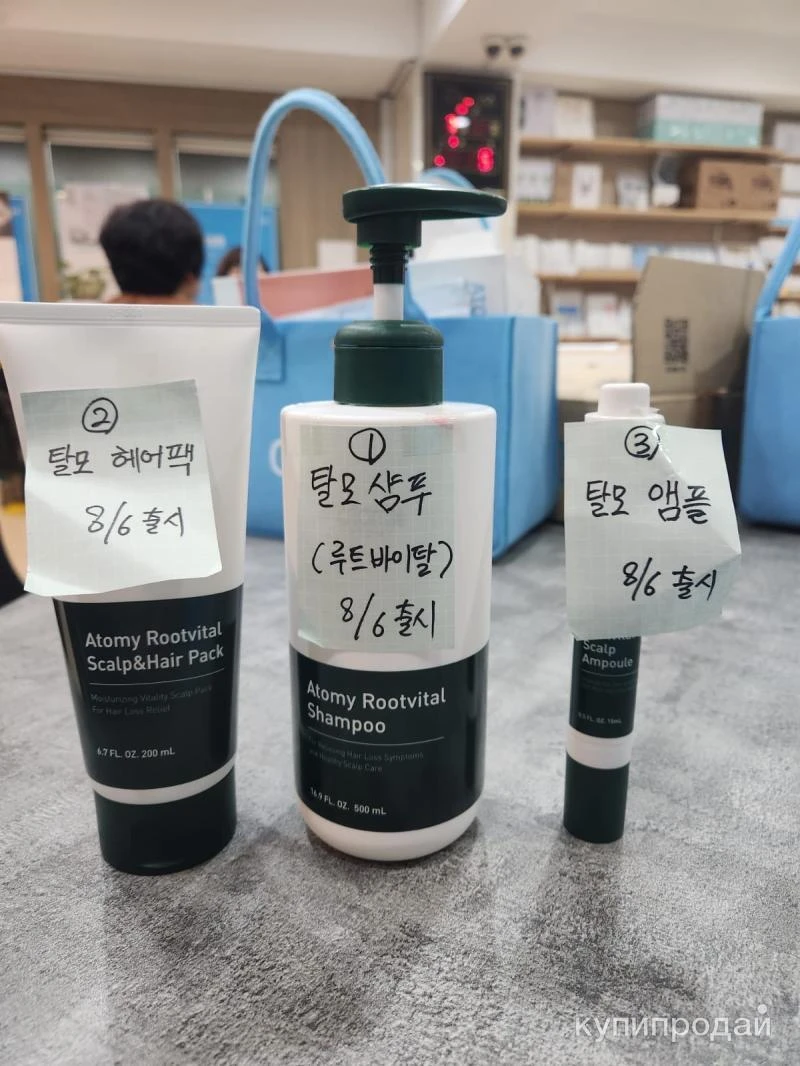 ②
탈모 헤어팩
8/6 출시
Atomy Rootvital
Scalp&Hair Pack
Moisturizing Vitality Scalp Pack
For Hair Loss Relief
6.7 FL. OZ. 200 mL
①
탈모 샴푸
(루트바이탈)
8/6 출시
Atomy Rootvital
Shampoo
For Relieving Hair Loss Symptoms
and Healthy Scalp Care
16.9 FL. OZ. 500 mL
③
탈모 앰플
8/6 출시
Scalp
Ampoule
FL. OZ. 15mL
купипродай